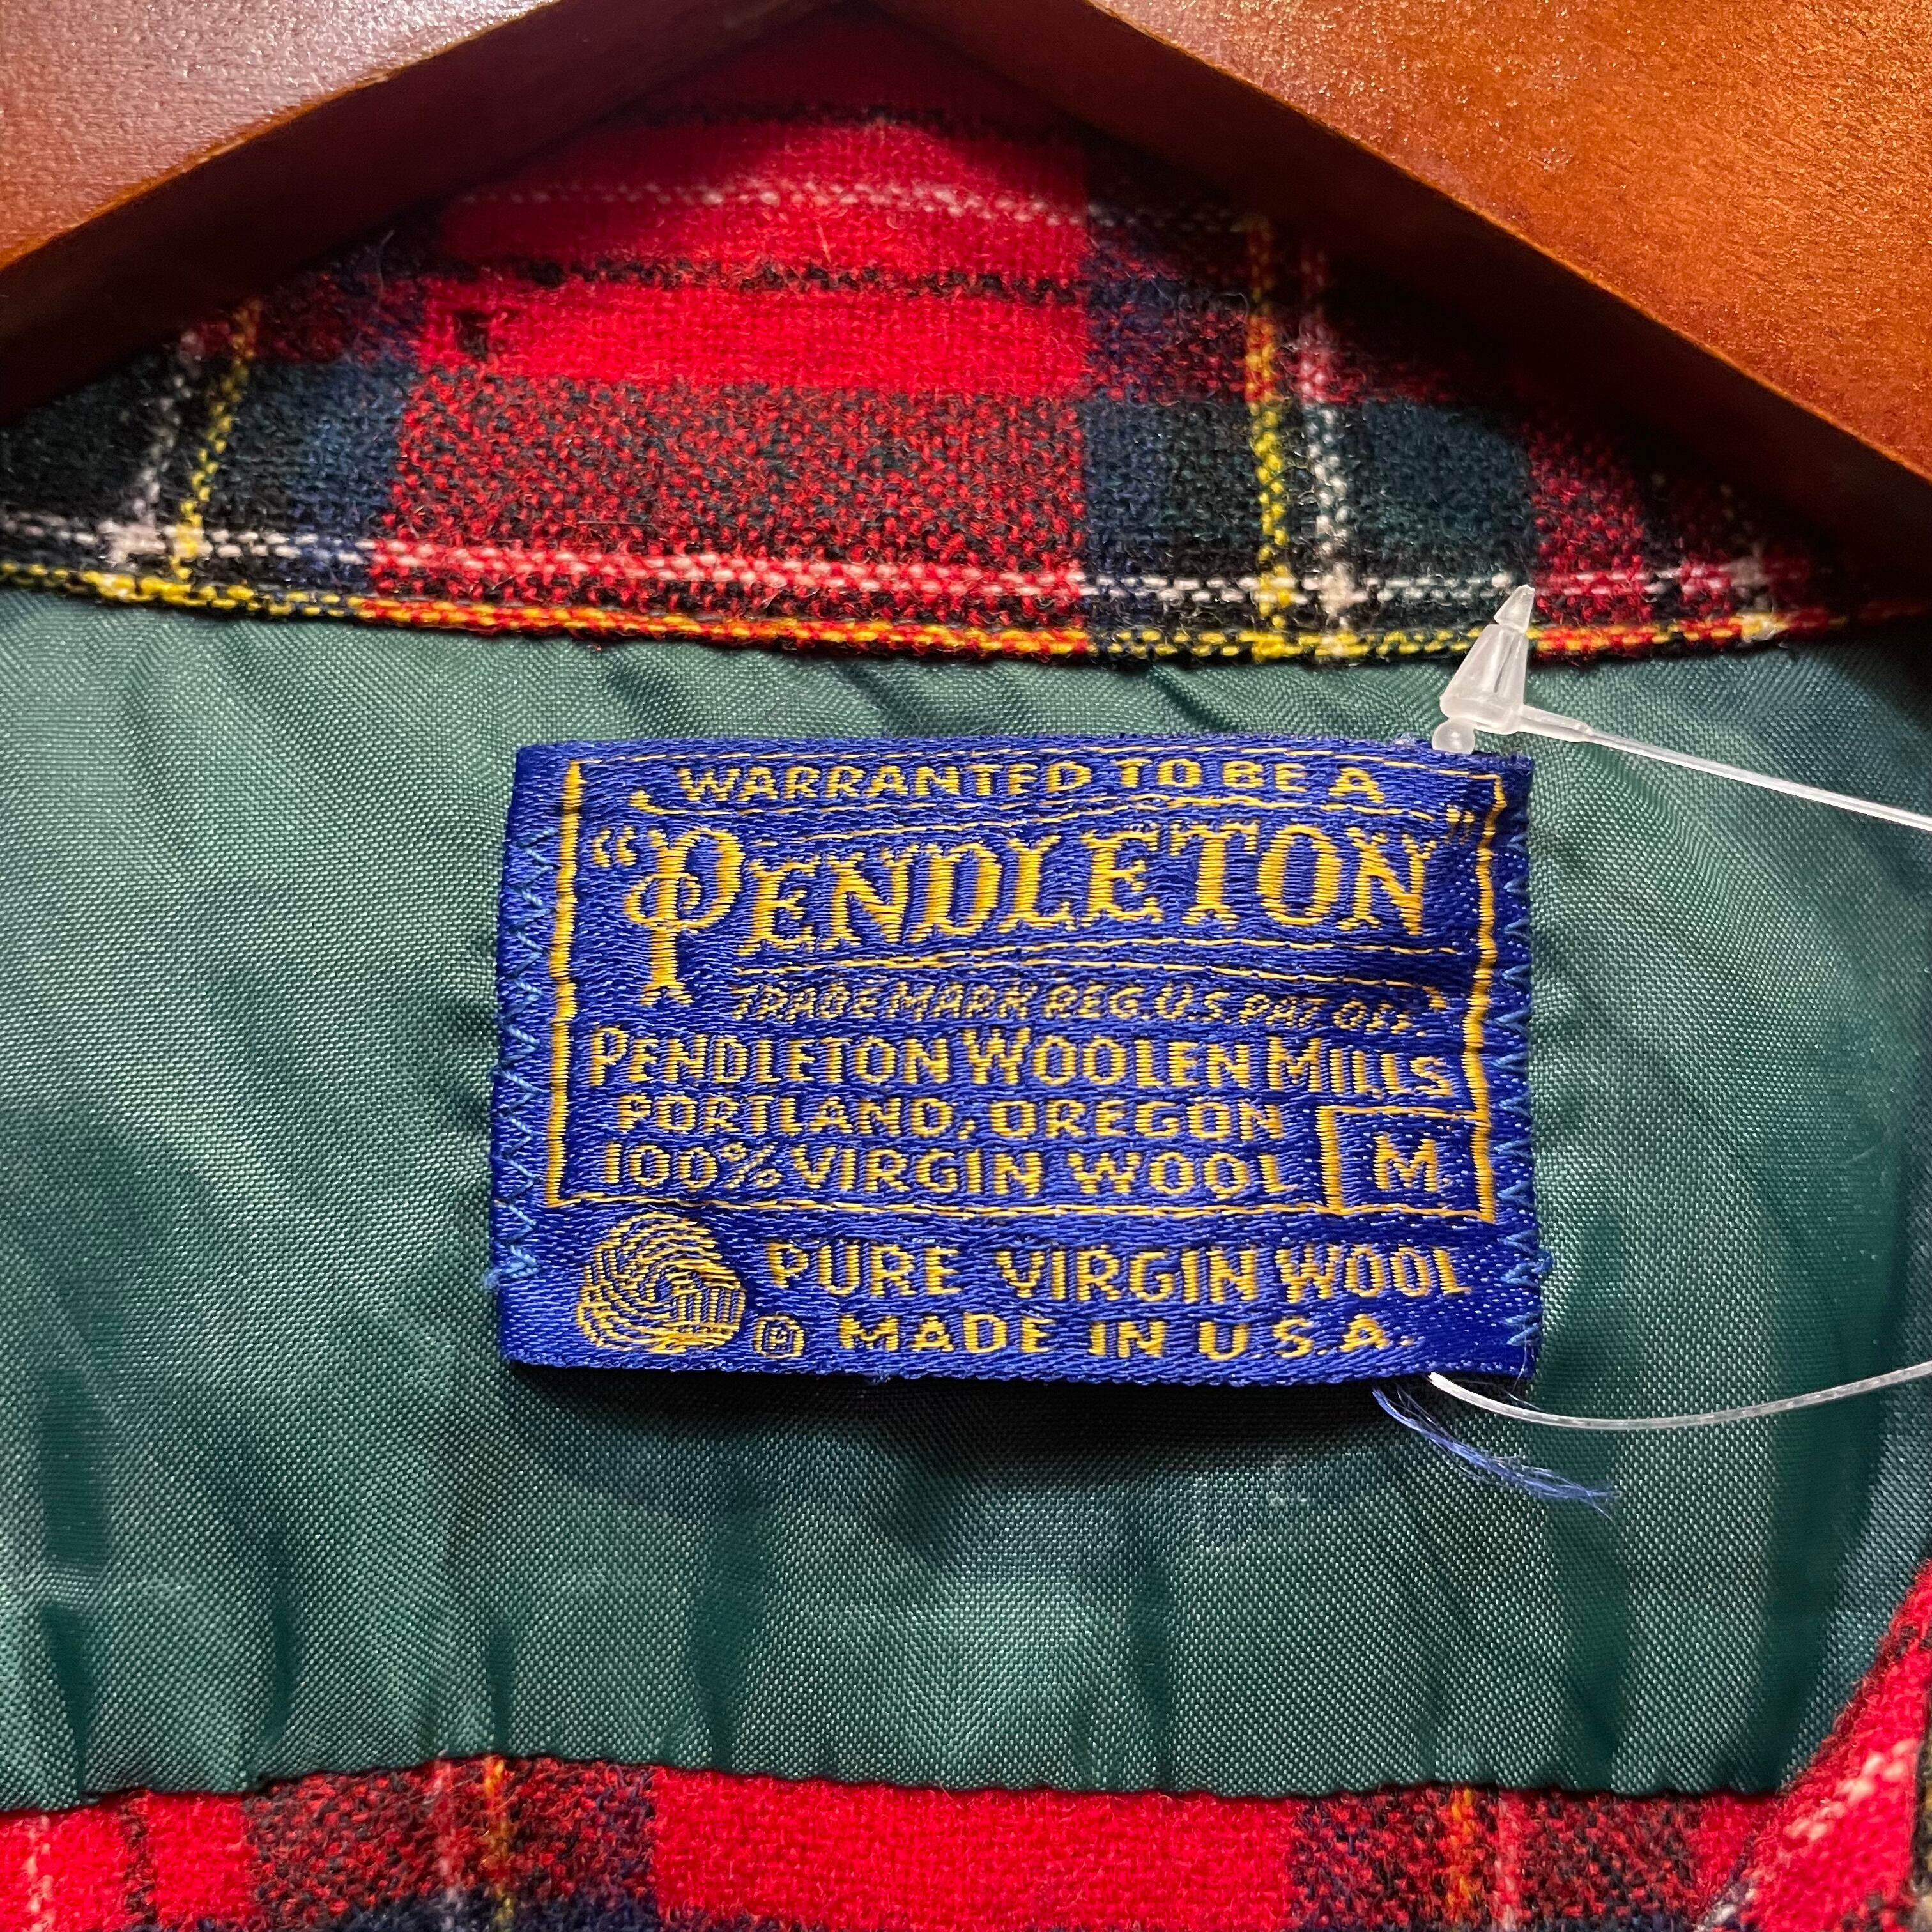 WARRANTED TO BE A
"PENDLETON"
TRADE MARK REG. U.S. PAT OFF.
PENDLETON WOOLEN MILLS
PORTLAND, OREGON
100% VIRGIN WOOL M
PURE VIRGIN WOOL
® MADE IN U.S.A.